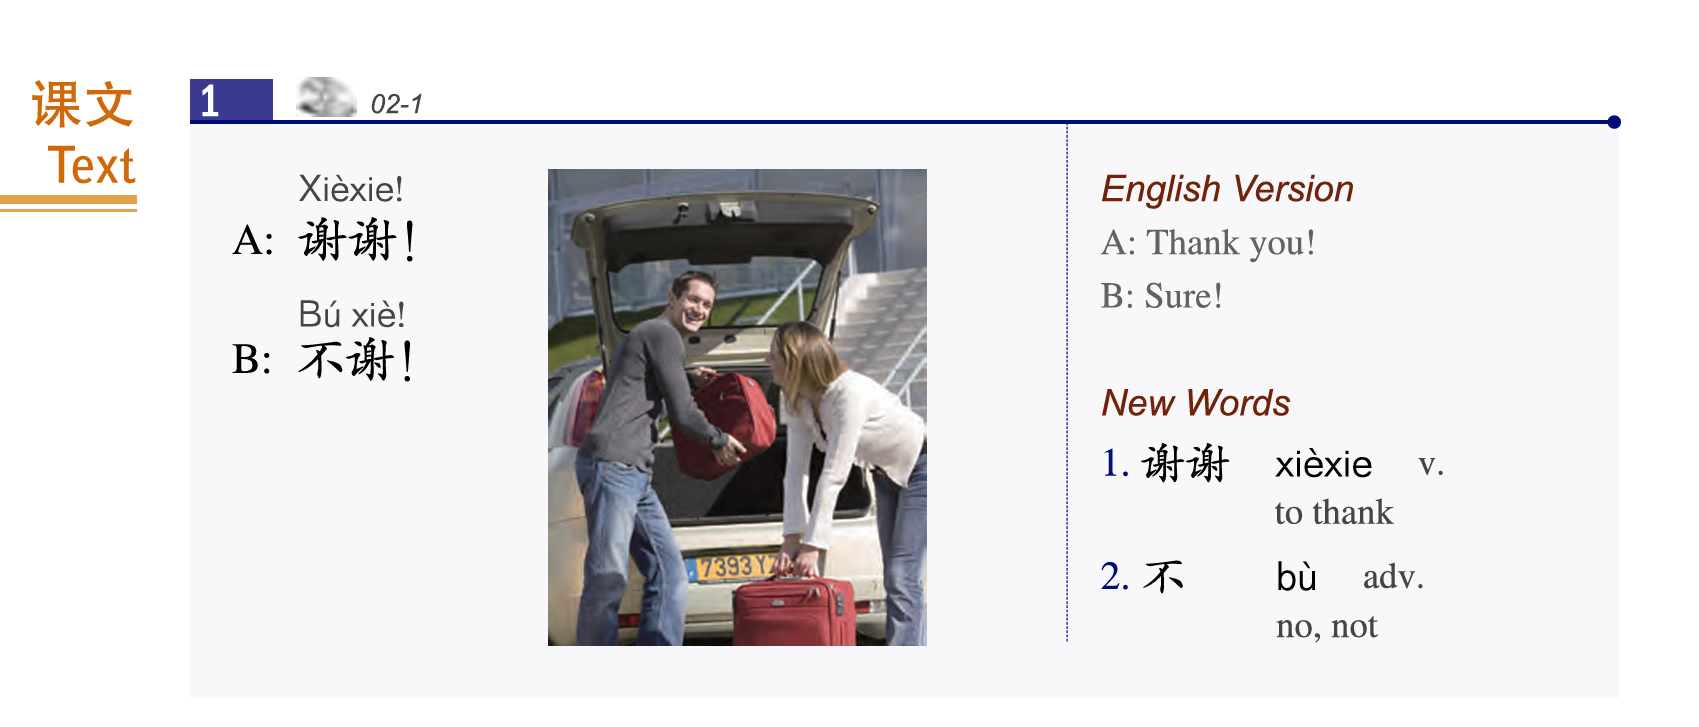 课文
Text
1
02-1
Xièxie!
A: 谢谢！
Bú xiè!
B: 不谢！
7393 Y
English Version
A: Thank you!
B: Sure!
New Words
1. 谢谢 xièxie v.
to thank
2. 不 bù adv.
no, not